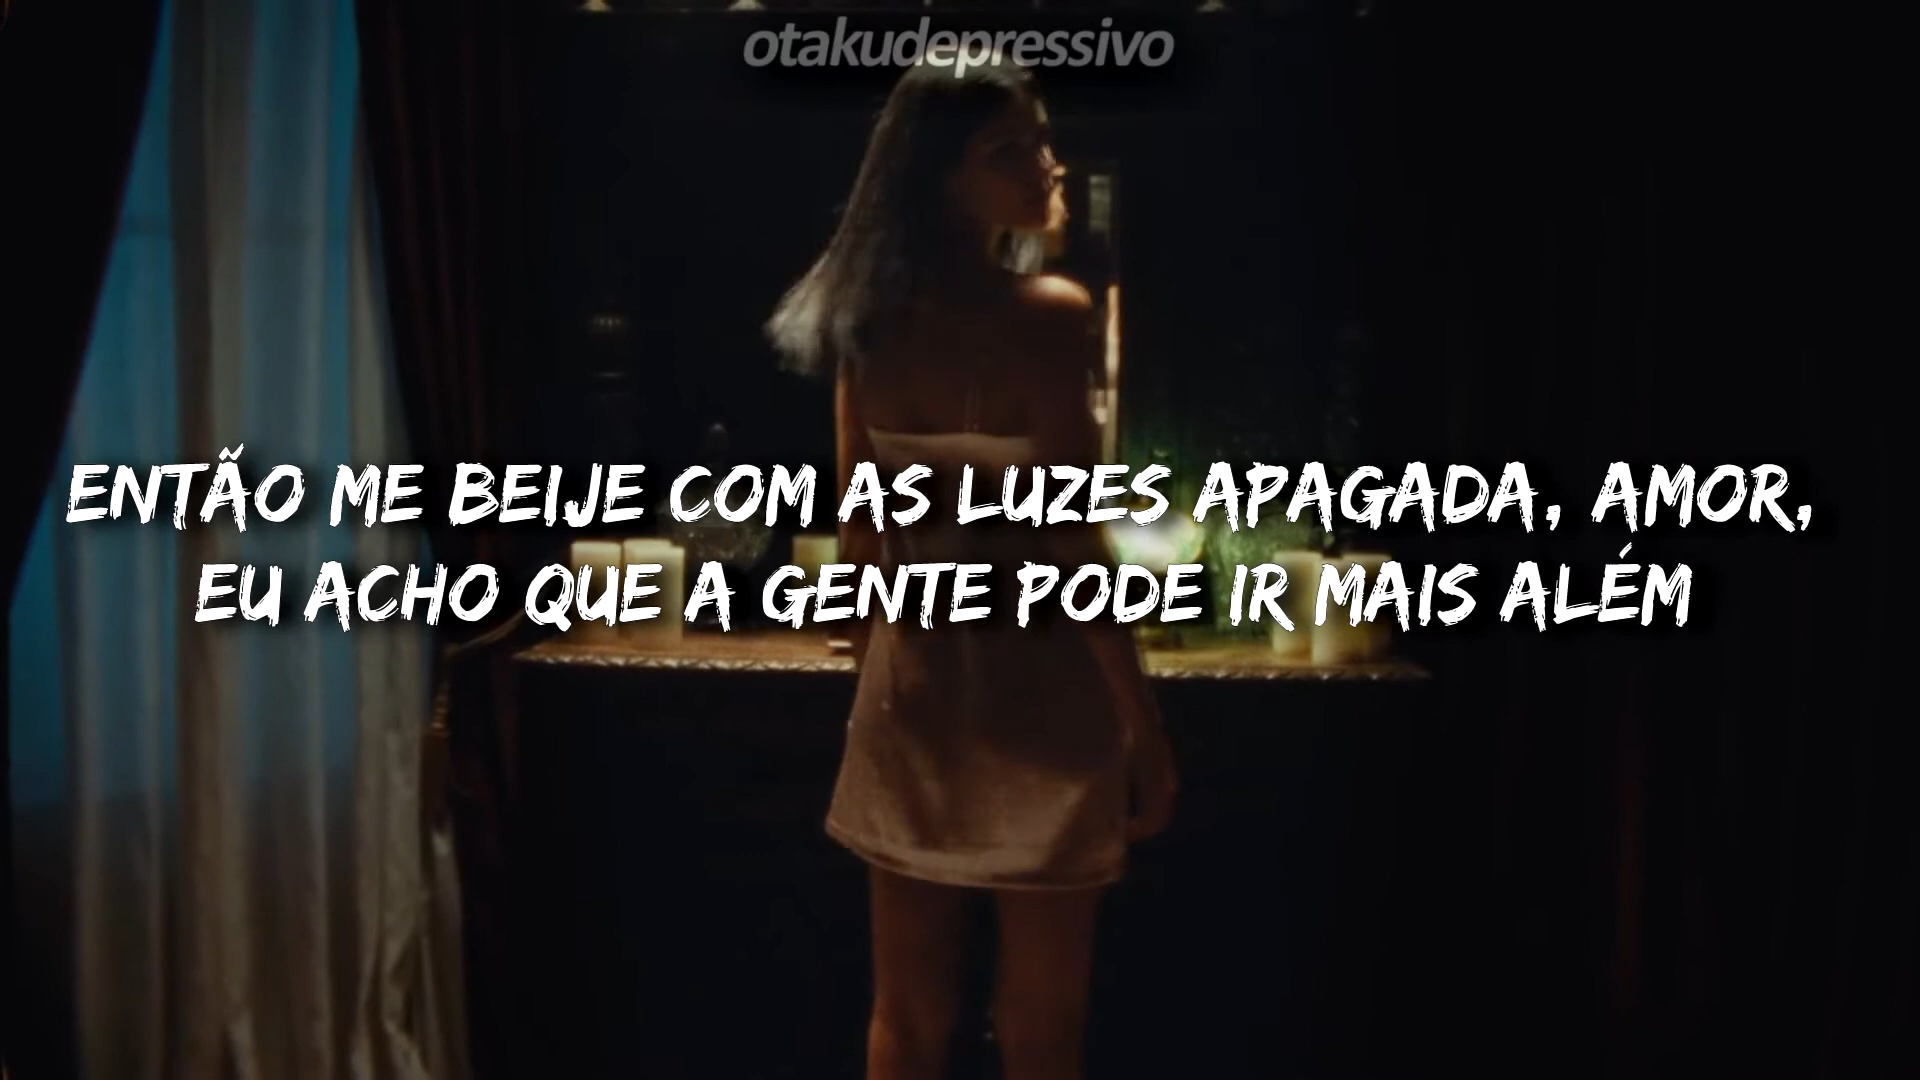 otakudepressivo
ENTÃO ME BEIJE COM AS LUZES APAGADA, AMOR,
EU ACHO QUE A GENTE PODE IR MAIS ALÉM